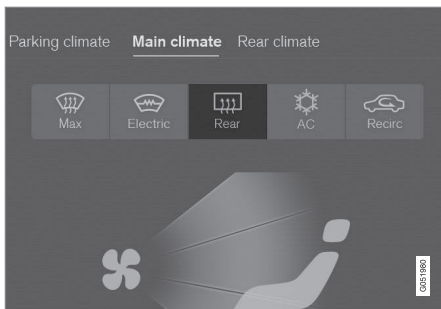 Parking climate Main climate Rear climate
Max Electric Rear AC Recirc
G051980